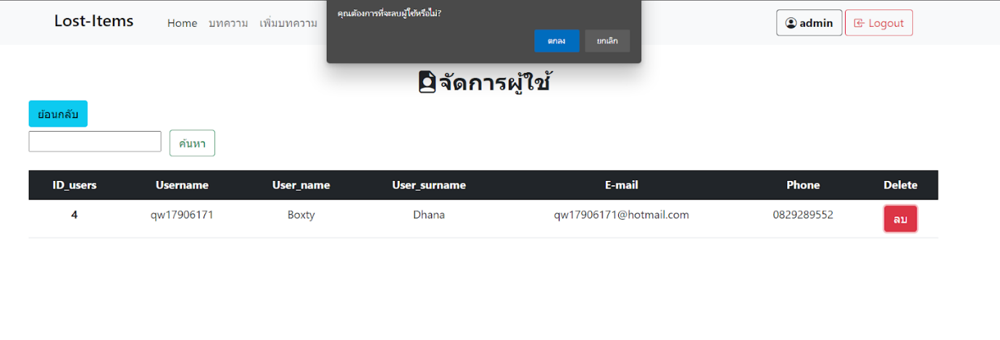 คุณต้องการที่จะลบผู้ใช้หรือไม่?
ตกลง ยกเลิก
Lost-Items Home บทความ เพิ่มบทความ admin Logout
จัดการผู้ใช้
ย้อนกลับ
ค้นหา
ID_users Username User_name User_surname E-mail Phone Delete
4 qw17906171 Boxty Dhana qw17906171@hotmail.com 0829289552 ลบ